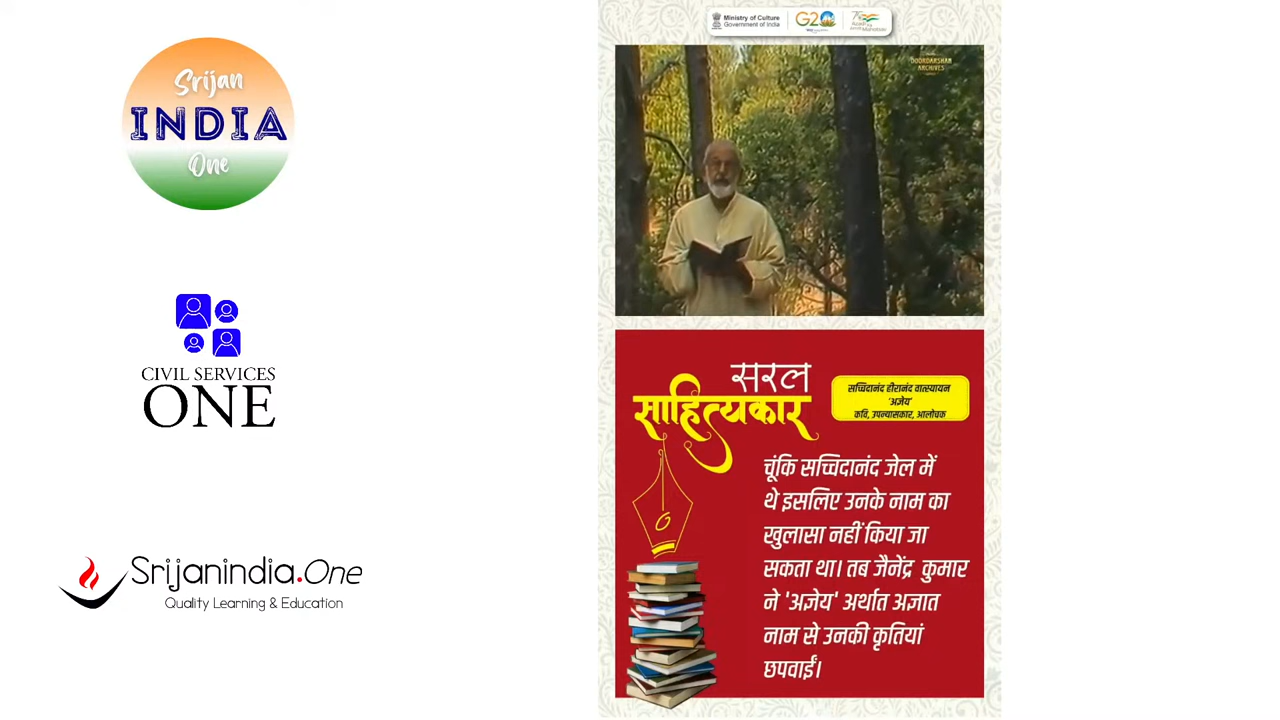 Srijan
INDIA
One
CIVIL SERVICES
ONE
Srijanindia.One
Quality Learning & Education
Ministry of Culture
Government of India
G20
DOORDARSHAN
ARCHIVES
सरल
साहित्यकार
सच्चिदानंद हीरानंद वात्स्यायन
'अज्ञेय'
कवि, उपन्यासकार, आलोचक
चूंकि सच्चिदानंद जेल में
थे इसलिए उनके नाम का
खुलासा नहीं किया जा
सकता था। तब जैनेंद्र कुमार
ने 'अज्ञेय' अर्थात अज्ञात
नाम से उनकी कृतियां
छपवाईं।